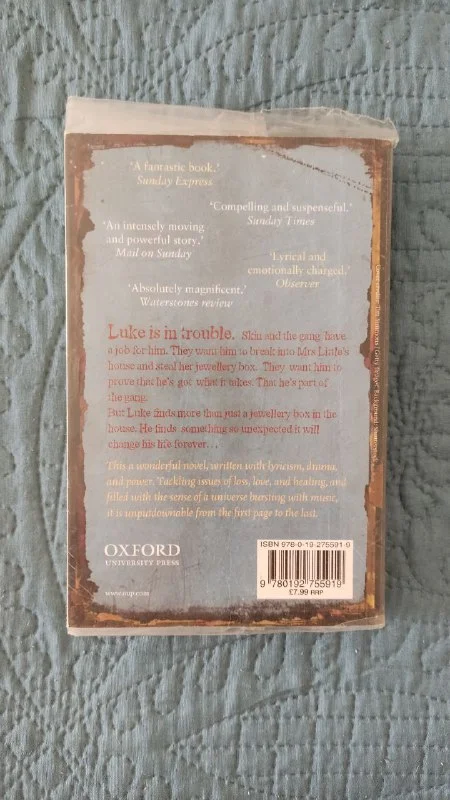 'A fantastic book.'
Sunday Express
'Compelling and suspenseful.'
Sunday Times
'An intensely moving
and powerful story.'
Mail on Sunday
'Lyrical and
emotionally charged.'
Observer
'Absolutely magnificent.'
Waterstones review
Luke is in trouble. Skin and the gang have
a job for him. They want him to break into Mrs Little's
house and steal her jewellery box. They want him to
prove that he's got what it takes. That he's part of
the gang.
But Luke finds more than just a jewellery box in the
house. He finds something so unexpected it will
change his life forever...
This a wonderful novel, written with lyricism, drama,
and power. Tackling issues of loss, love, and healing, and
filled with the sense of a universe bursting with music,
it is unputdownable from the first page to the last.
OXFORD
UNIVERSITY PRESS
www.oup.com
ISBN 978-0-19-275591-9
9 780192 755919
£7.99 RRP